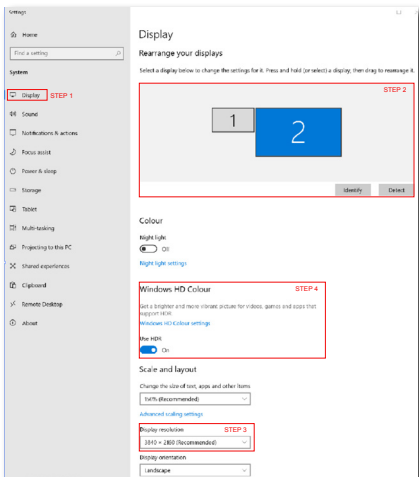 Settings
Home
Find a setting
System
Display STEP 1
Sound
Notifications & actions
Focus assist
Power & sleep
Storage
Tablet
Multi-tasking
Projecting to this PC
Shared experiences
Clipboard
Remote Desktop
About
Display
Rearrange your displays
Select a display below to change the settings for it. Press and hold (or select) a display, then drag to rearrange it.
STEP 2
1
2
Identify Detect
Colour
Night light
Off
Night light settings
Windows HD Colour STEP 4
Get a brighter and more vibrant picture for videos, games and apps that
support HDR.
Windows HD Colour settings
Use HDR
On
Scale and layout
Change the size of text, apps and other items
(Recommended)
Advanced scaling settings
Display resolution STEP 3
3840 × 2160 (Recommended)
Display orientation
Landscape